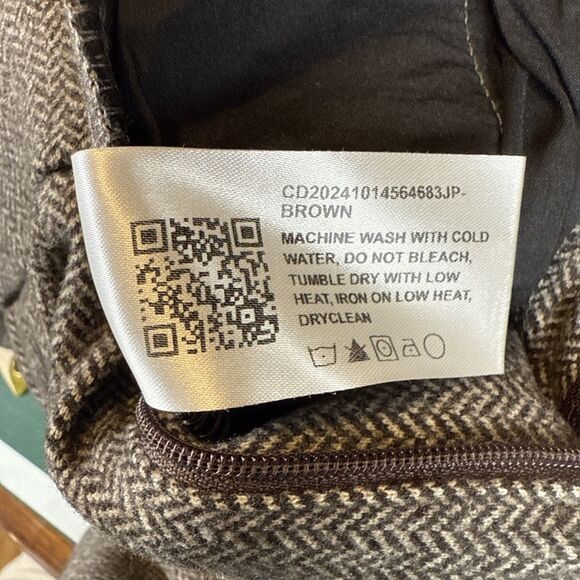 CD20241014564683JP-
BROWN
MACHINE WASH WITH COLD
WATER, DO NOT BLEACH,
TUMBLE DRY WITH LOW
HEAT, IRON ON LOW HEAT,
DRYCLEAN